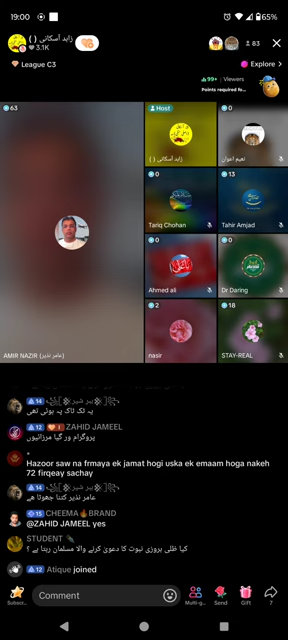 19:00
65%
زاہد آسکانی ( )
3.1K
83
League C3
Explore >
99+ Viewers
Points required fo...
63
Host
زاہد آسکانی ( )
0
نعیم اعوان
0
Tariq Chohan
13
Tahir Amjad
0
Ahmed ali
0
Dr Daring
2
nasir
18
STAY-REAL
AMIR NAZIR (عامر نذیر)
14
یہ ٹک ٹاک پہ ہوئی تھی
12 ZAHID JAMEEL
پروگرام ور گیا مرزائیوں
Hazoor saw na frmaya ek jamat hogi uska ek emaam hoga nakeh
72 firqeay sachay
14
عامر نذیر کتنا جھوٹا ہے
15 CHEEMA BRAND
@ZAHID JAMEEL yes
STUDENT
کیا ظلی بروزی نبوت کا دعویٰ کرنے والا مسلمان رہتا ہے ؟
12 Atique joined
Subscr...
Comment
Multi-g...
Send
Gift
7